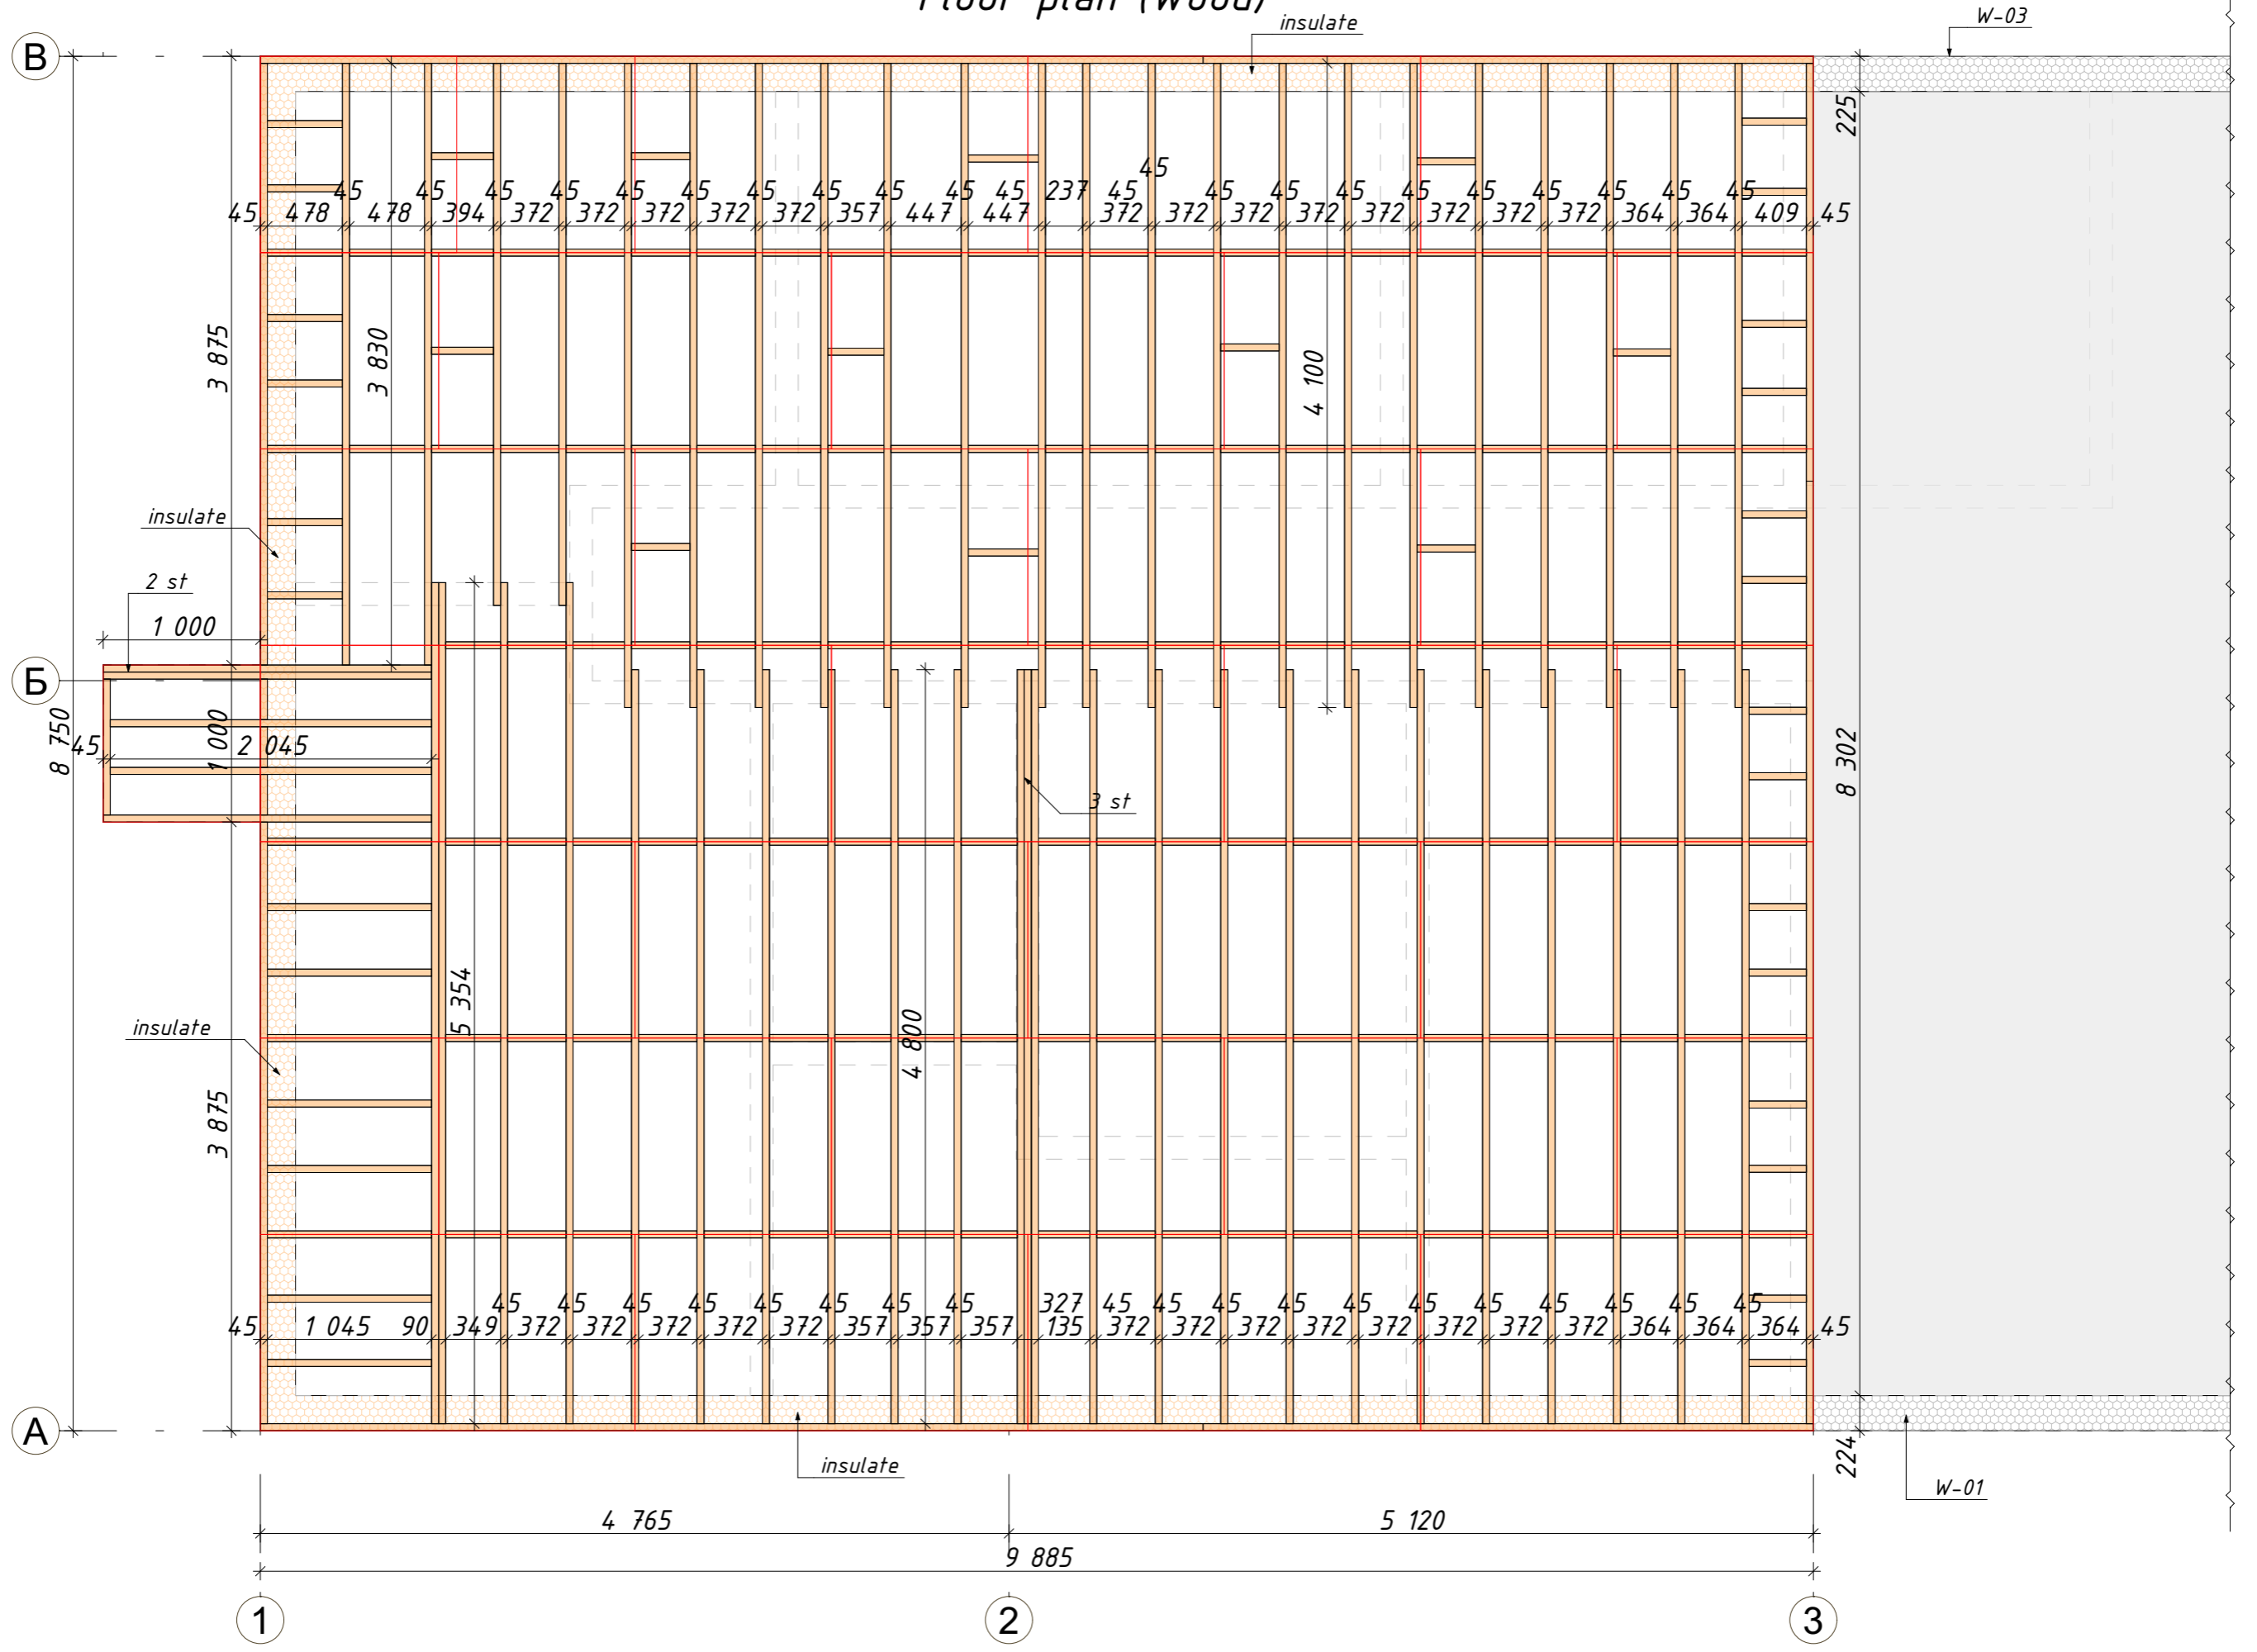 Floor plan (Wood)
insulate
W-03
В
225
45
45 45 45 45 45 45 45 45 45 45 45 237 45 45 45 45 45 45 45 45 45 45
45 478 478 394 372 372 372 372 372 357 447 447 372 372 372 372 372 372 372 372 364 364 409 45
3 875
3 830
4 100
insulate
2 st
1 000
Б
8 750
45
1 000
2 045
8 302
3 st
insulate
5 354
4 800
3 875
45 45 45 45 45 45 45 45 327 45 45 45 45 45 45 45 45 45 45 45
45 1 045 90 349 372 372 372 372 372 357 357 357 135 372 372 372 372 372 372 372 372 364 364 364 45
А
224
insulate
W-01
4 765
5 120
9 885
1
2
3